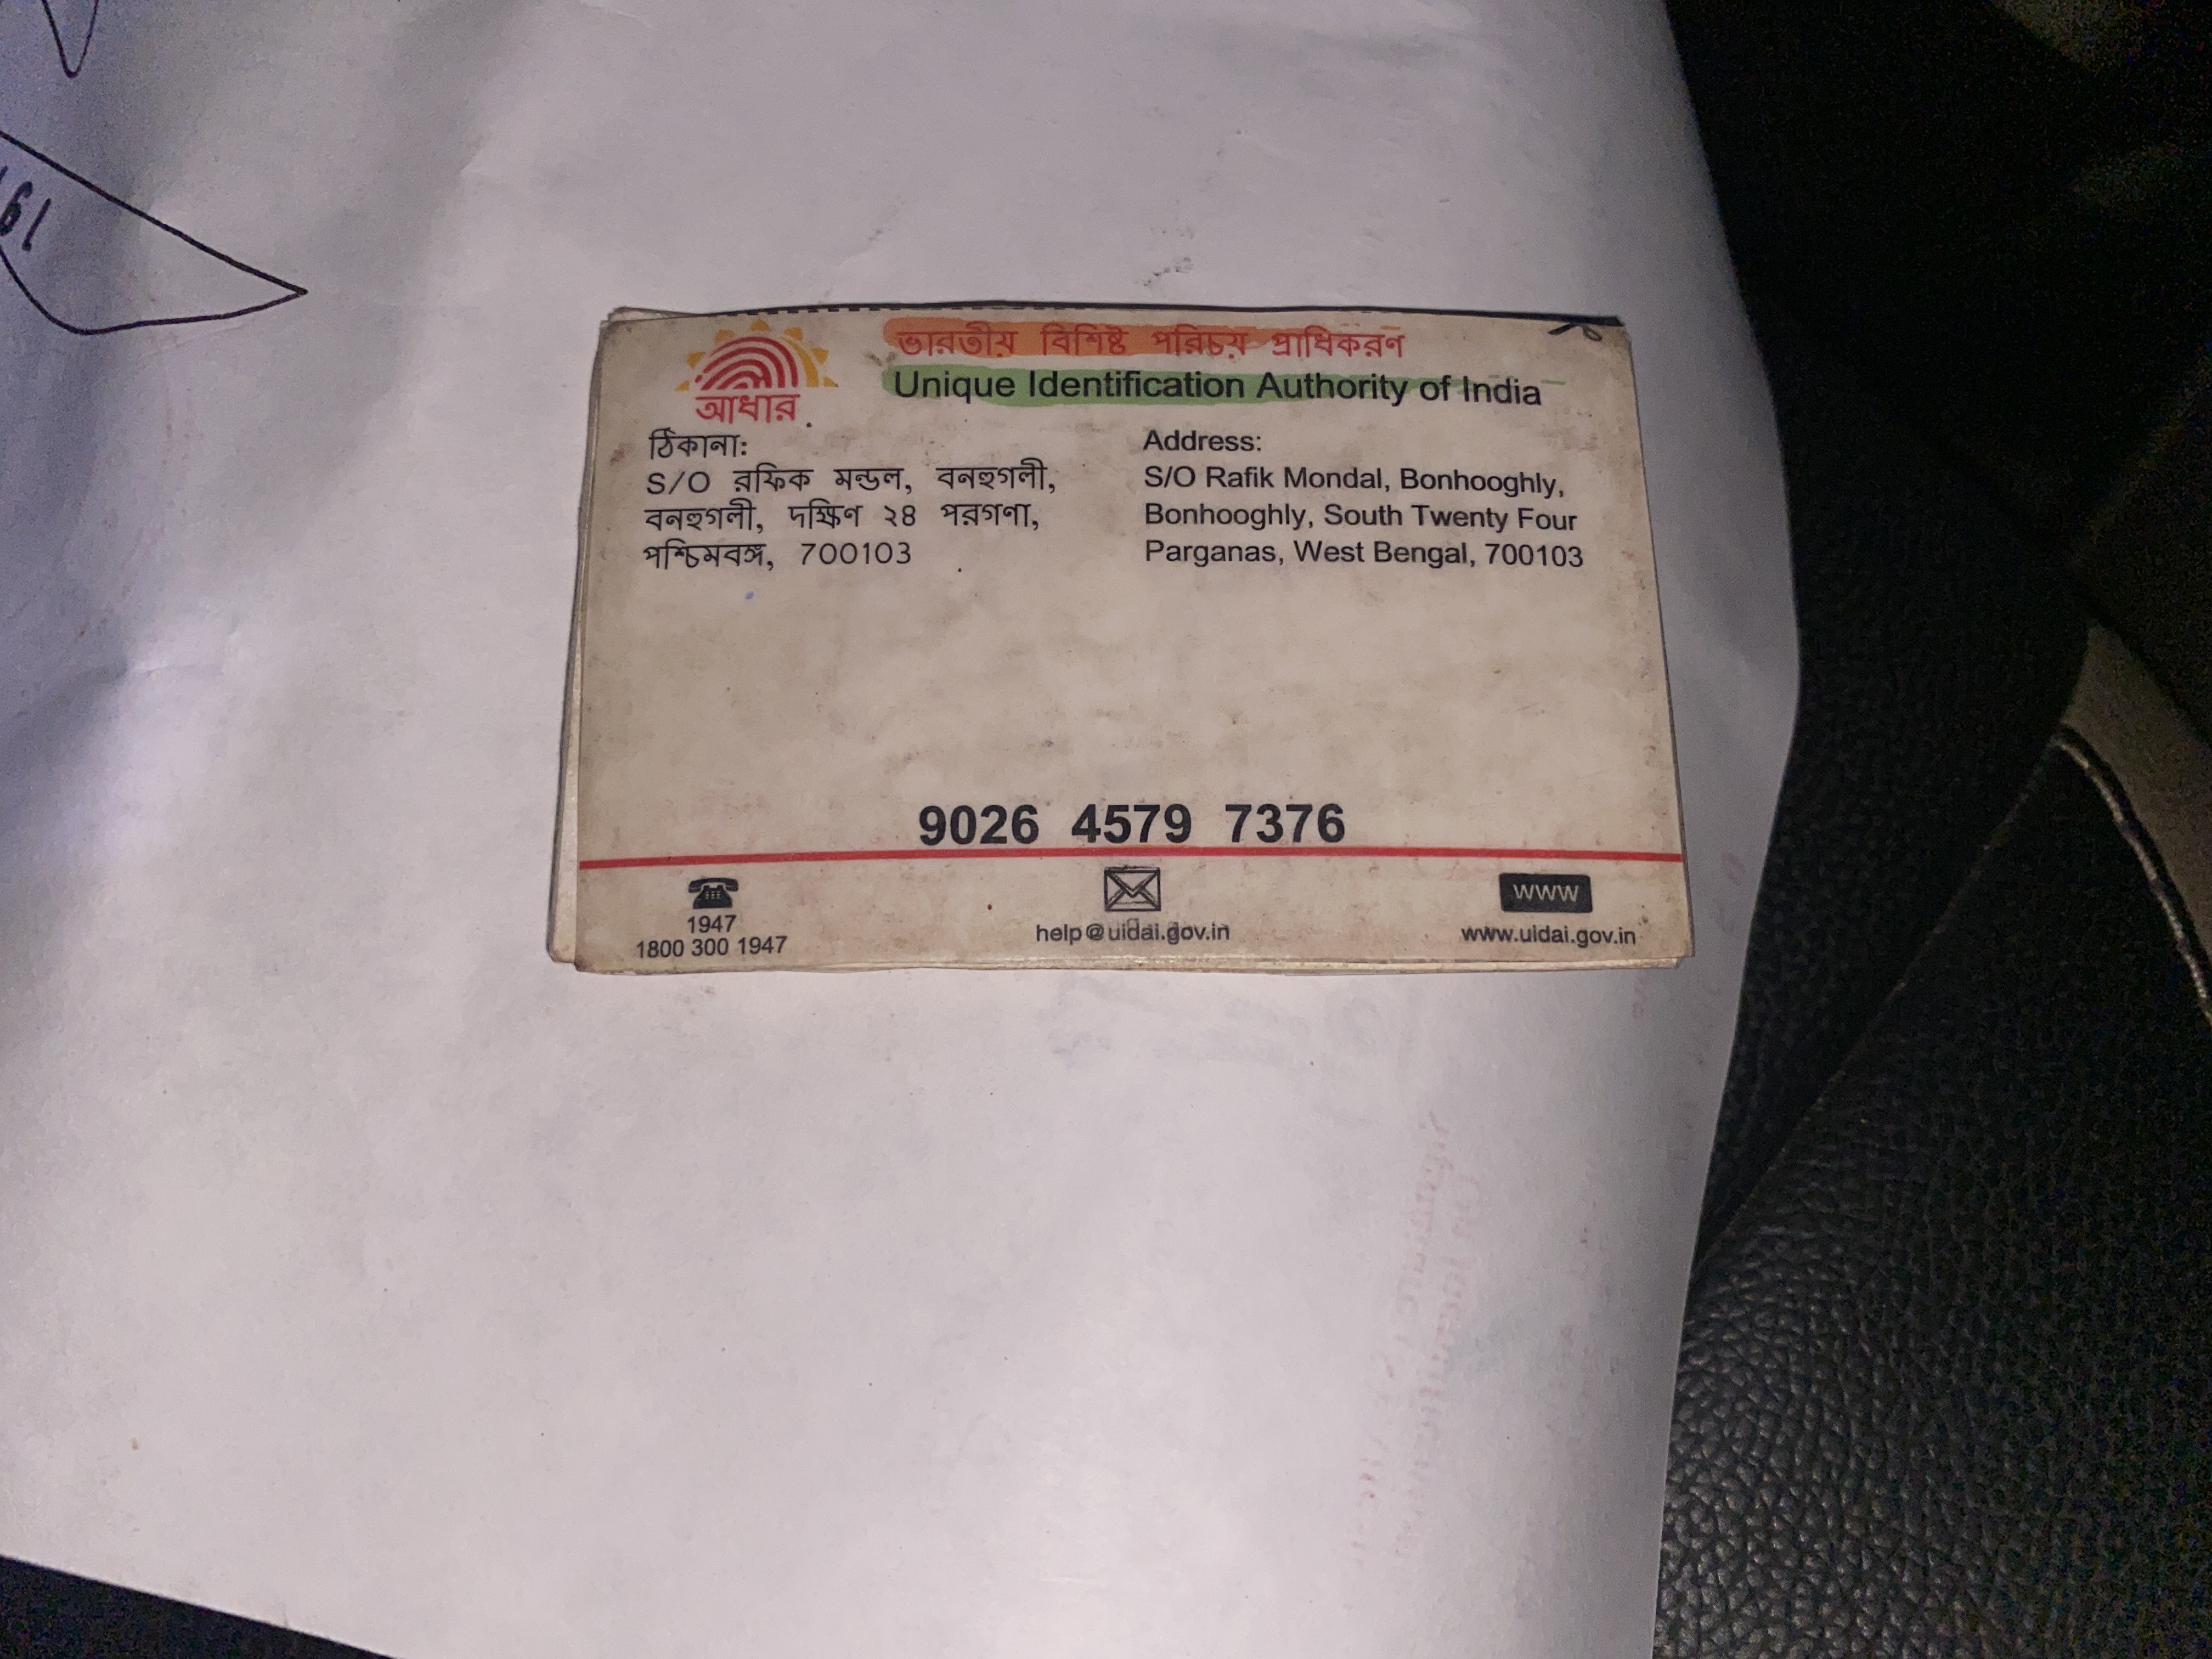 191
ভারতীয় বিশিষ্ট পরিচয় প্রাধিকরণ
Unique Identification Authority of India
আধার
ঠিকানা:
S/O রফিক মন্ডল, বনহুগলী,
বনহুগলী, দক্ষিণ ২৪ পরগণা,
পশ্চিমবঙ্গ, 700103
Address:
S/O Rafik Mondal, Bonhooghly,
Bonhooghly, South Twenty Four
Parganas, West Bengal, 700103
9026 4579 7376
1947
1800 300 1947
help@uidai.gov.in
www
www.uidai.gov.in